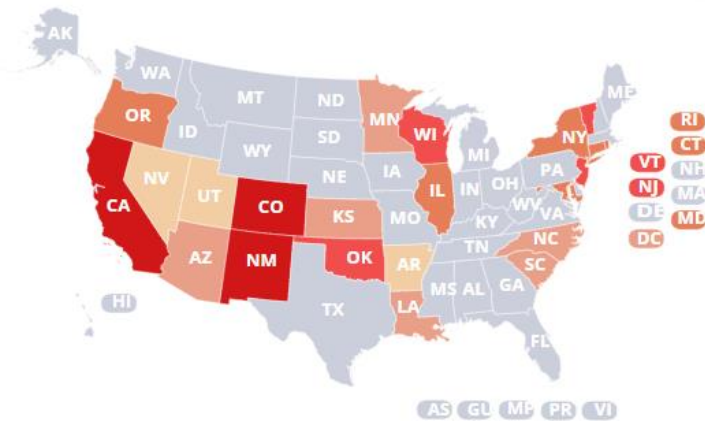 AK
WA
MT
ND
MN
ME
OR
ID
SD
WI
NY
RI
WY
MI
CT
NV
UT
NE
IA
IL
IN
OH
PA
VT
NH
CA
CO
KS
MO
KY
WV
VA
NJ
MA
DE
MD
AZ
NM
OK
AR
TN
NC
DC
SC
HI
TX
LA
MS
AL
GA
FL
AS
GU
MP
PR
VI